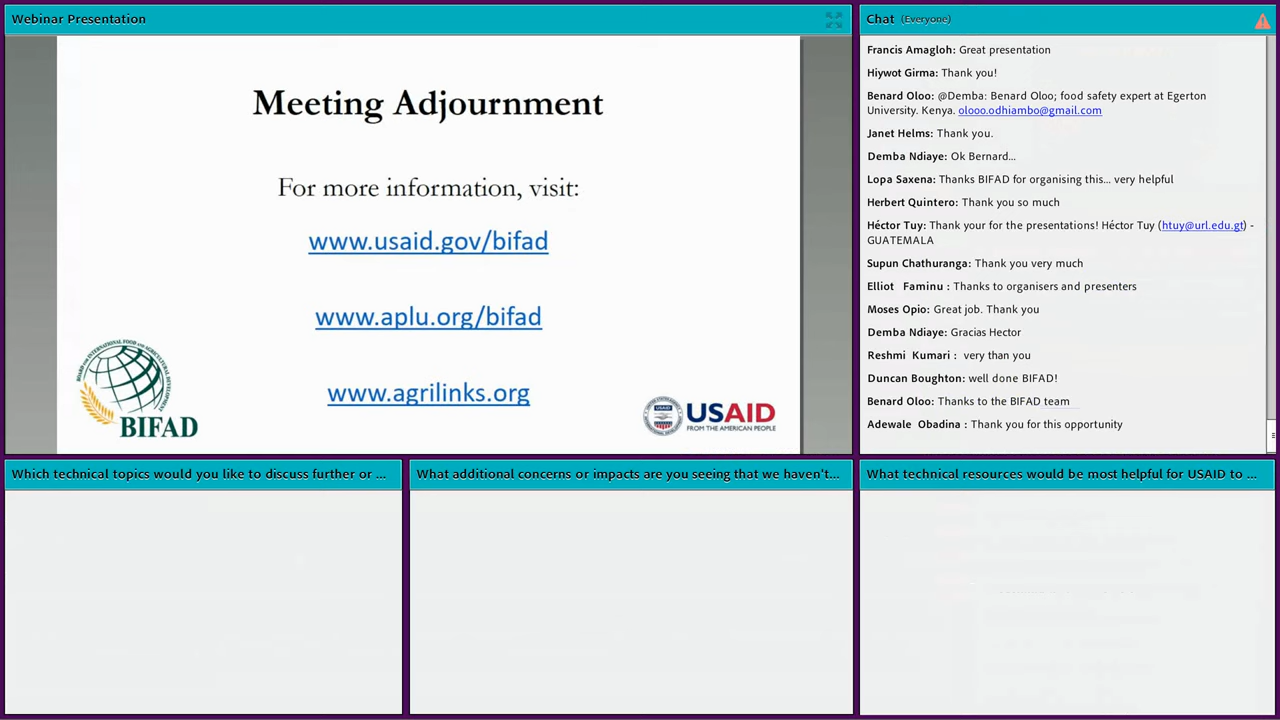 Webinar Presentation
Meeting Adjournment
For more information, visit:
www.usaid.gov/bifad
www.aplu.org/bifad
www.agrilinks.org
BOARD FOR INTERNATIONAL FOOD AND AGRICULTURAL DEVELOPMENT
BIFAD
USAID
USAID
FROM THE AMERICAN PEOPLE
Chat (Everyone)
Francis Amagloh: Great presentation
Hiywot Girma: Thank you!
Benard Oloo: @Demba: Benard Oloo; food safety expert at Egerton
University. Kenya. olooo.odhiambo@gmail.com
Janet Helms: Thank you.
Demba Ndiaye: Ok Bernard...
Lopa Saxena: Thanks BIFAD for organising this... very helpful
Herbert Quintero: Thank you so much
Héctor Tuy: Thank your for the presentations! Héctor Tuy (htuy@url.edu.gt) -
GUATEMALA
Supun Chathuranga: Thank you very much
Elliot Faminu : Thanks to organisers and presenters
Moses Opio: Great job. Thank you
Demba Ndiaye: Gracias Hector
Reshmi Kumari : very than you
Duncan Boughton: well done BIFAD!
Benard Oloo: Thanks to the BIFAD team
Adewale Obadina : Thank you for this opportunity
Which technical topics would you like to discuss further or ...
What additional concerns or impacts are you seeing that we haven't...
What technical resources would be most helpful for USAID to ...